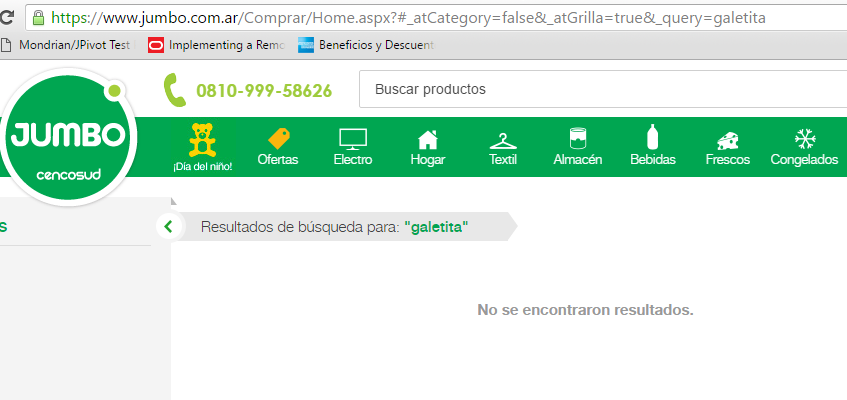 https://www.jumbo.com.ar/Comprar/Home.aspx?#_atCategory=false&_atGrilla=true&_query=galetita
Mondrian/JPivot Test Implementing a Remo Beneficios y Descuent
0810-999-58626 Buscar productos
JUMBO
cencosud
¡Día del niño! Ofertas Electro Hogar Textil Almacén Bebidas Frescos Congelados
s
Resultados de búsqueda para: "galetita"
No se encontraron resultados.